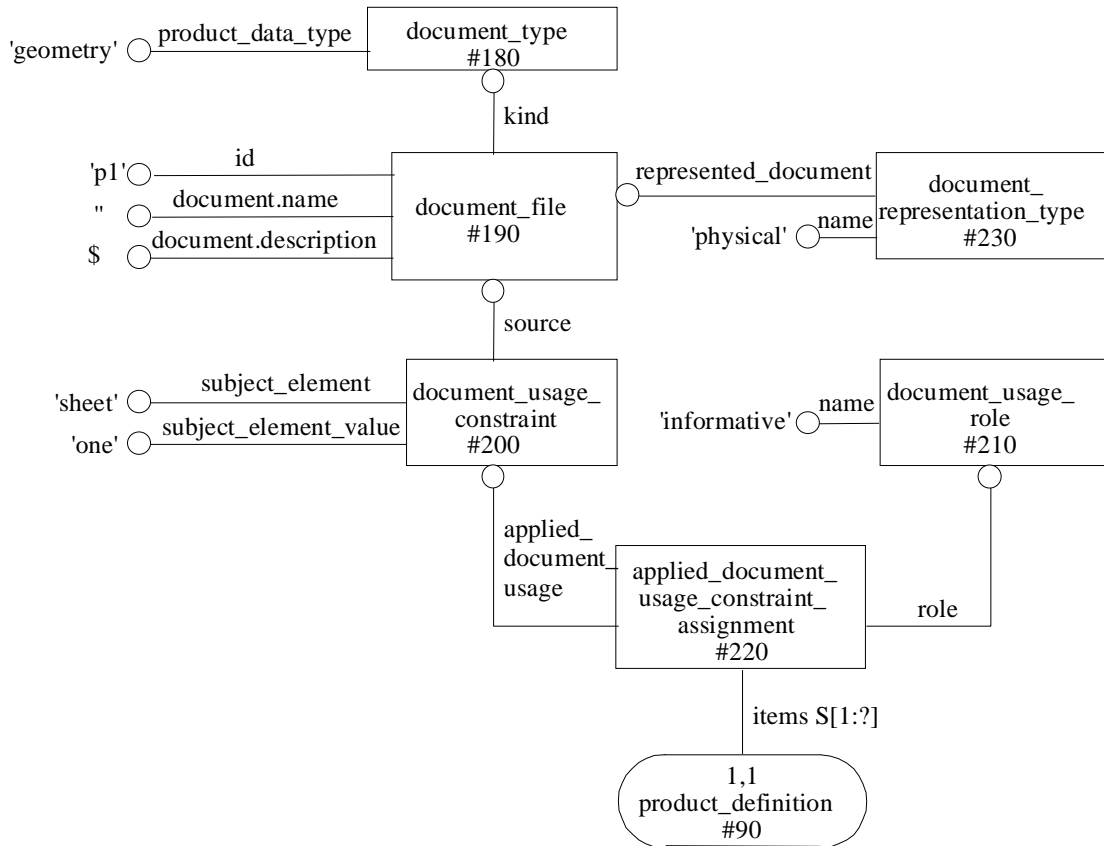 product_data_type
'geometry'
document_type
#180
kind
'p1'
id
"
document.name
$
document.description
document_file
#190
represented_document
document_
representation_type
#230
'physical'
name
source
'sheet'
subject_element
'one'
subject_element_value
document_usage_
constraint
#200
'informative'
name
document_usage_
role
#210
applied_
document_
usage
applied_document_
usage_constraint_
assignment
#220
role
items S[1:?]
1,1
product_definition
#90